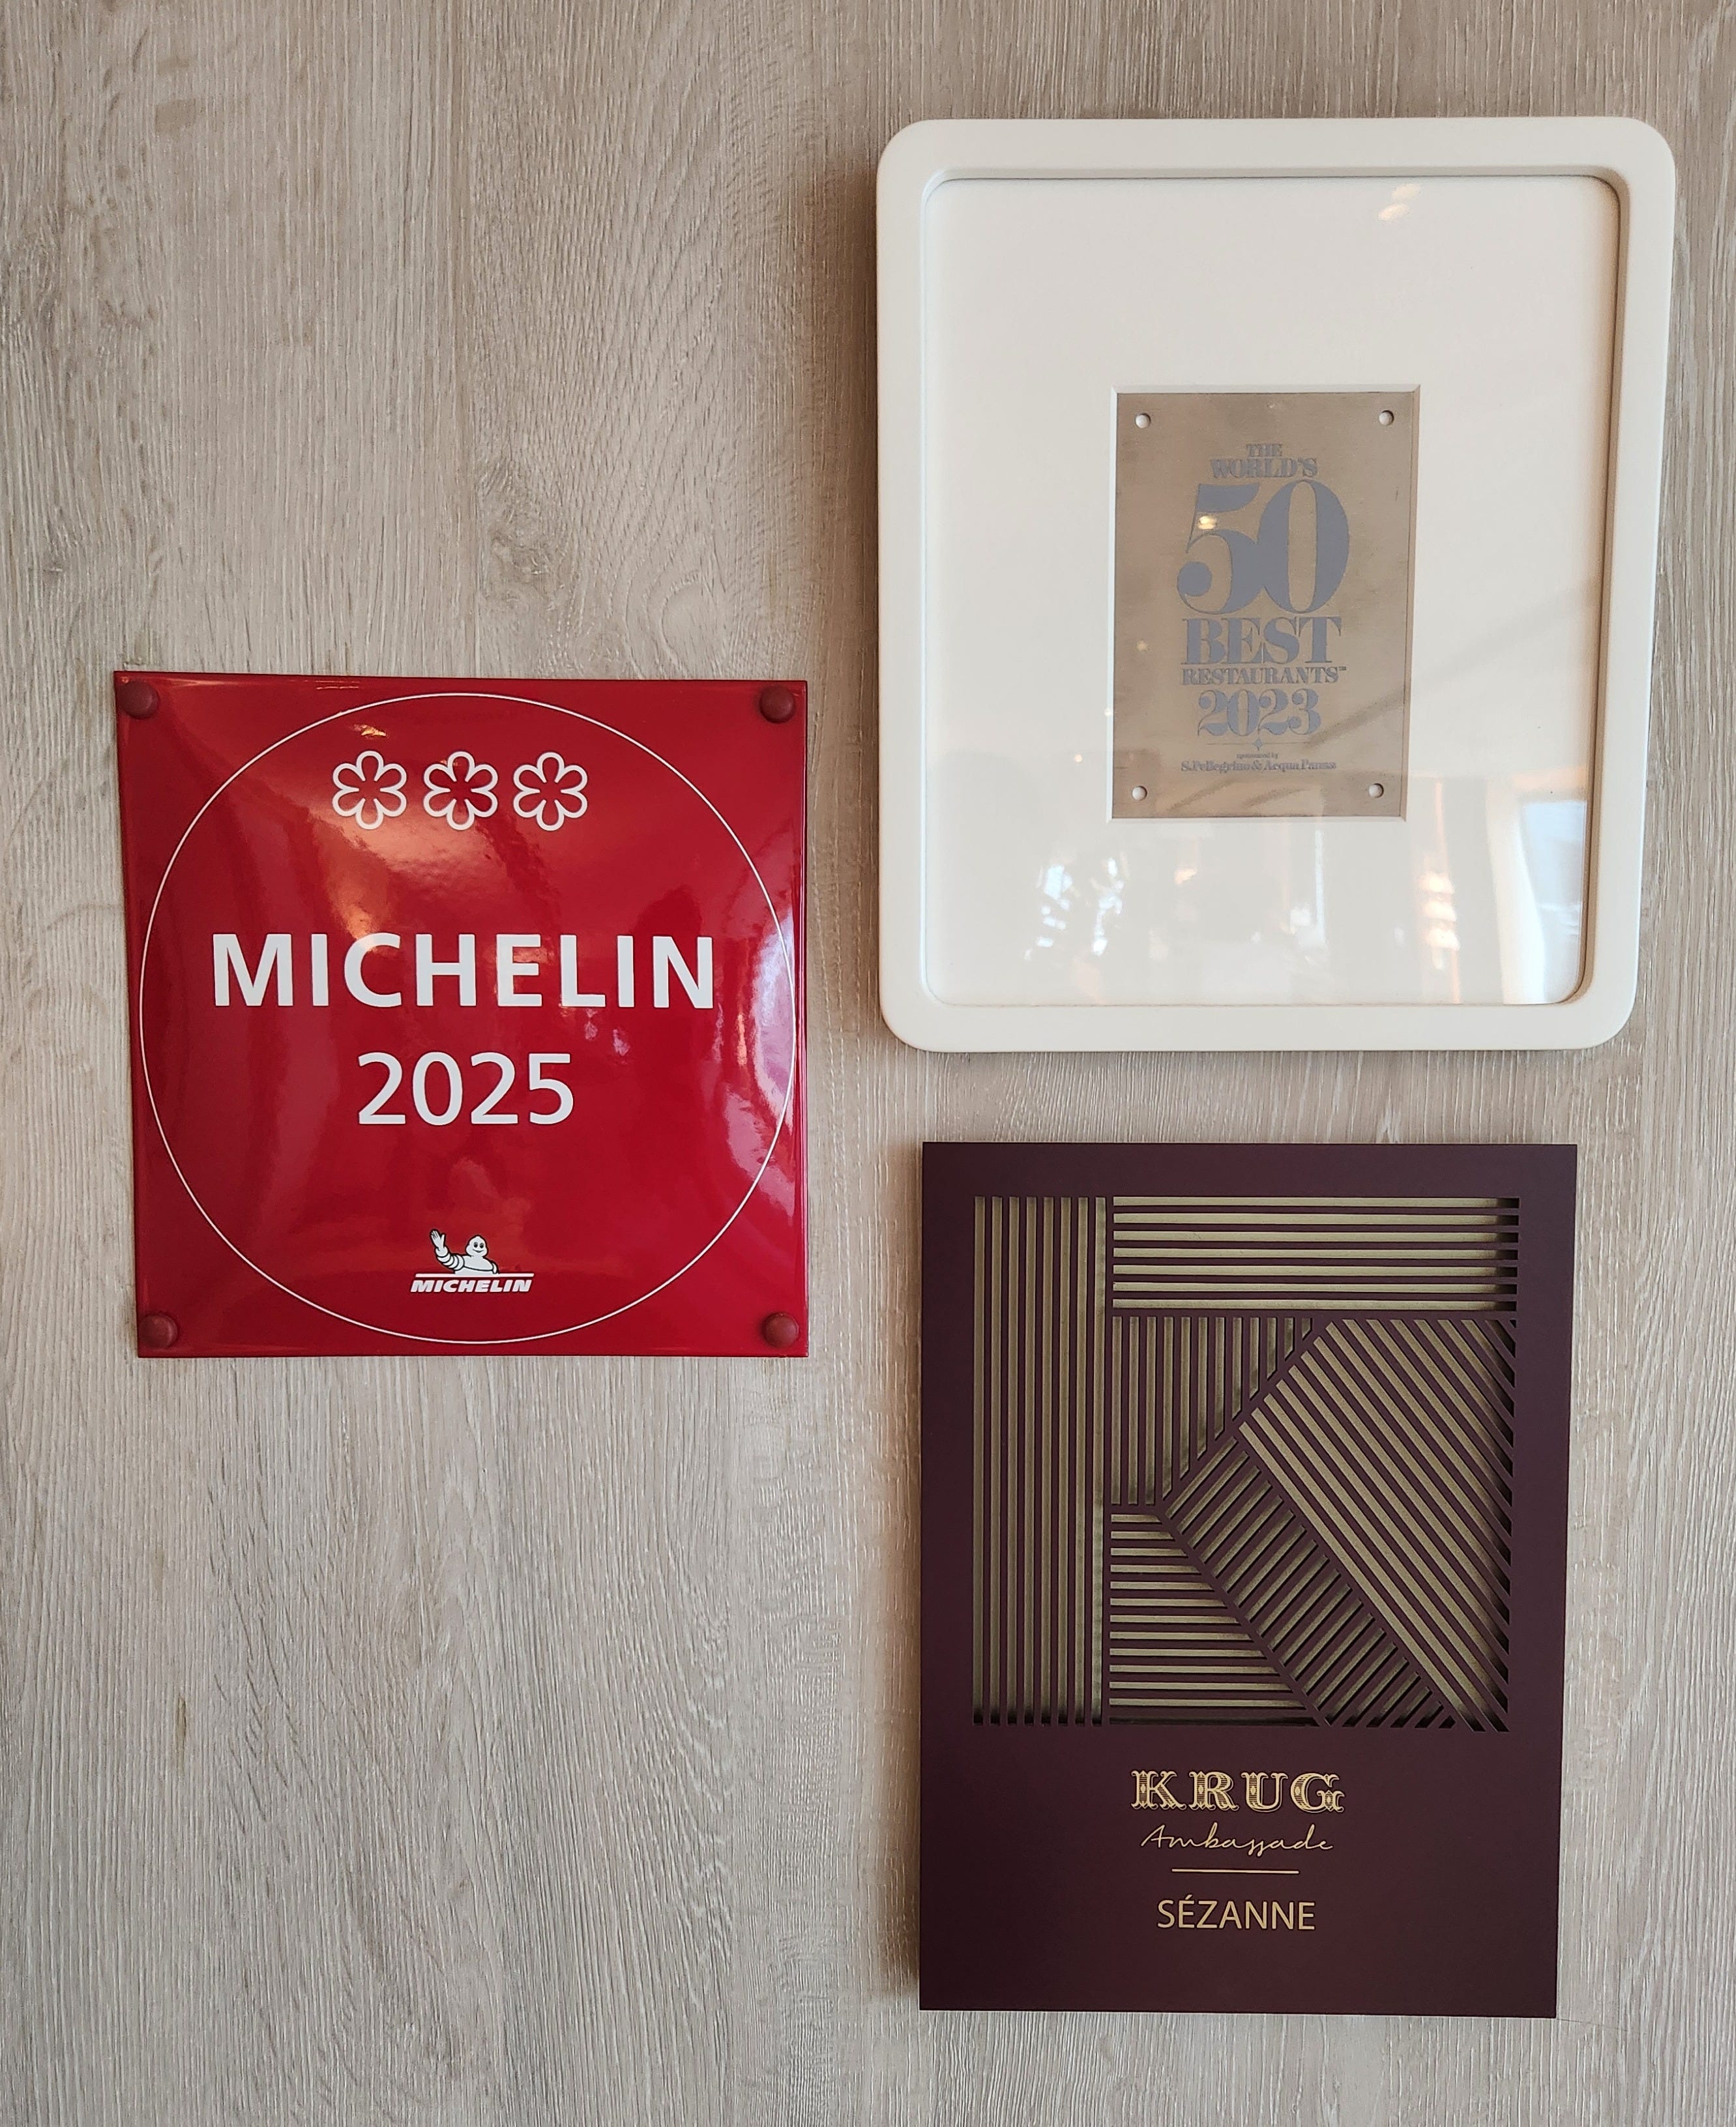 MICHELIN
2025
MICHELIN
THE
WORLD'S
50
BEST
RESTAURANTS™
2023
sponsored by
S.Pellegrino & Acqua Panna
KRUG
Ambassade
SÉZANNE